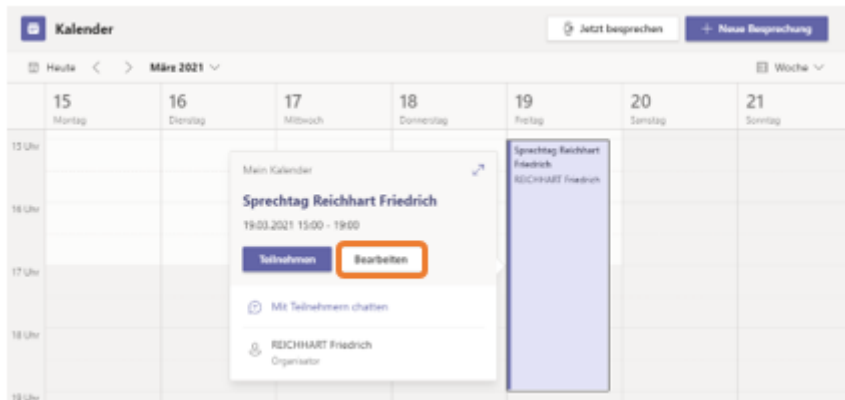 Kalender
Jetzt besprechen
+ Neue Besprechung
Heute
März 2021
Woche
15
Montag
16
Dienstag
17
Mittwoch
18
Donnerstag
19
Freitag
20
Samstag
21
Sonntag
15 Uhr
16 Uhr
17 Uhr
18 Uhr
19 Uhr
Sprechtag Reichhart
Friedrich
REICHHART Friedrich
Mein Kalender
Sprechtag Reichhart Friedrich
19.03.2021 15:00 - 19:00
Teilnehmen
Bearbeiten
Mit Teilnehmern chatten
REICHHART Friedrich
Organisator